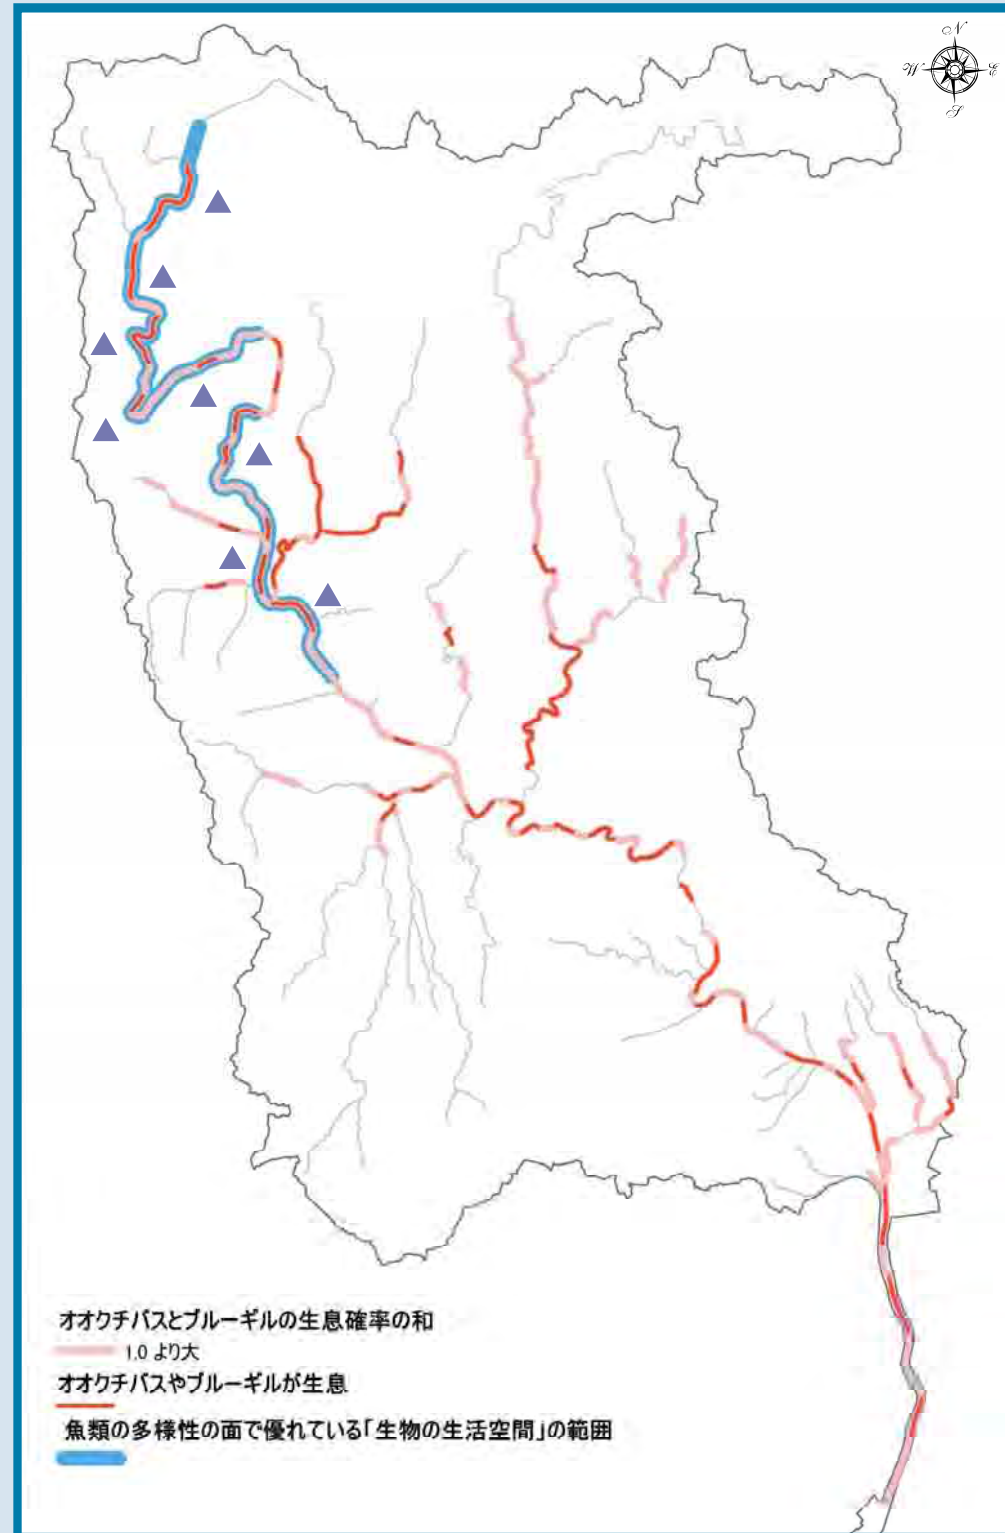 N
W E
S
オオクチバスとブルーギルの生息確率の和
1.0 より大
オオクチバスやブルーギルが生息
魚類の多様性の面で優れている「生物の生活空間」の範囲